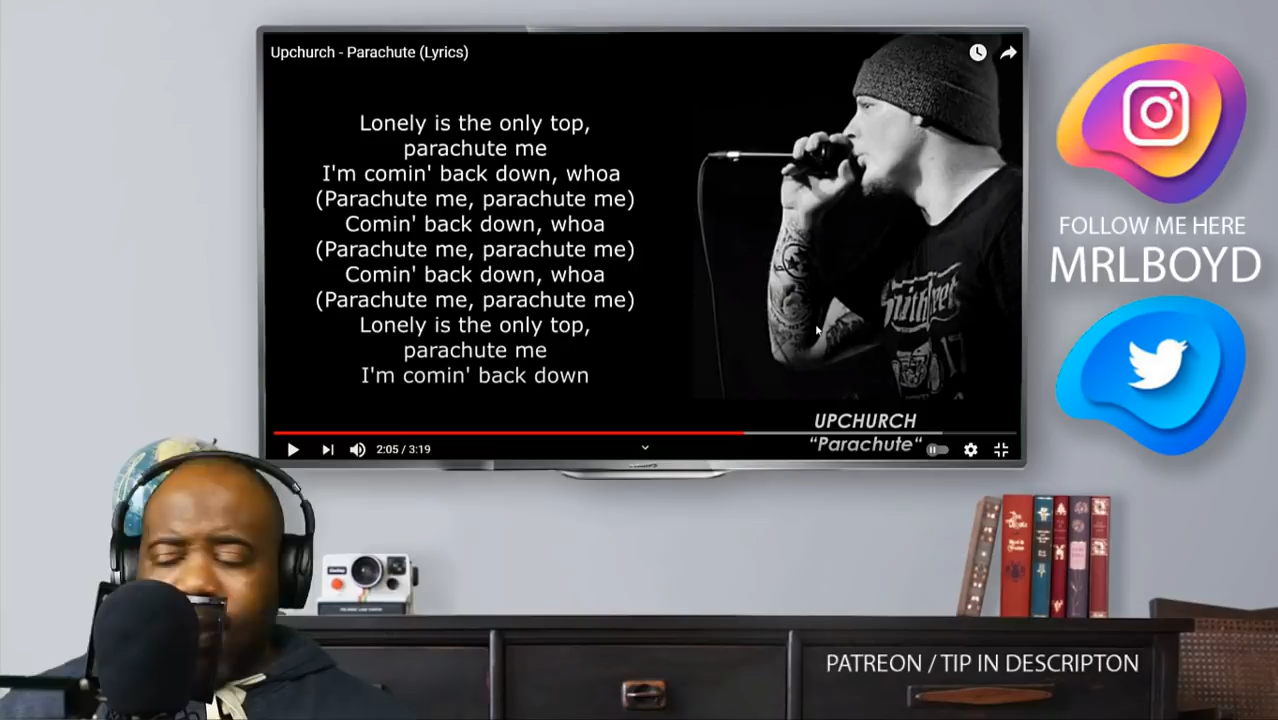 Upchurch - Parachute (Lyrics)
Lonely is the only top,
parachute me
I'm comin' back down, whoa
(Parachute me, parachute me)
Comin' back down, whoa
(Parachute me, parachute me)
Comin' back down, whoa
(Parachute me, parachute me)
Lonely is the only top,
parachute me
I'm comin' back down
UPCHURCH
"Parachute"
2:05 / 3:19
FOLLOW ME HERE
MRLBOYD
PATREON / TIP IN DESCRIPTON